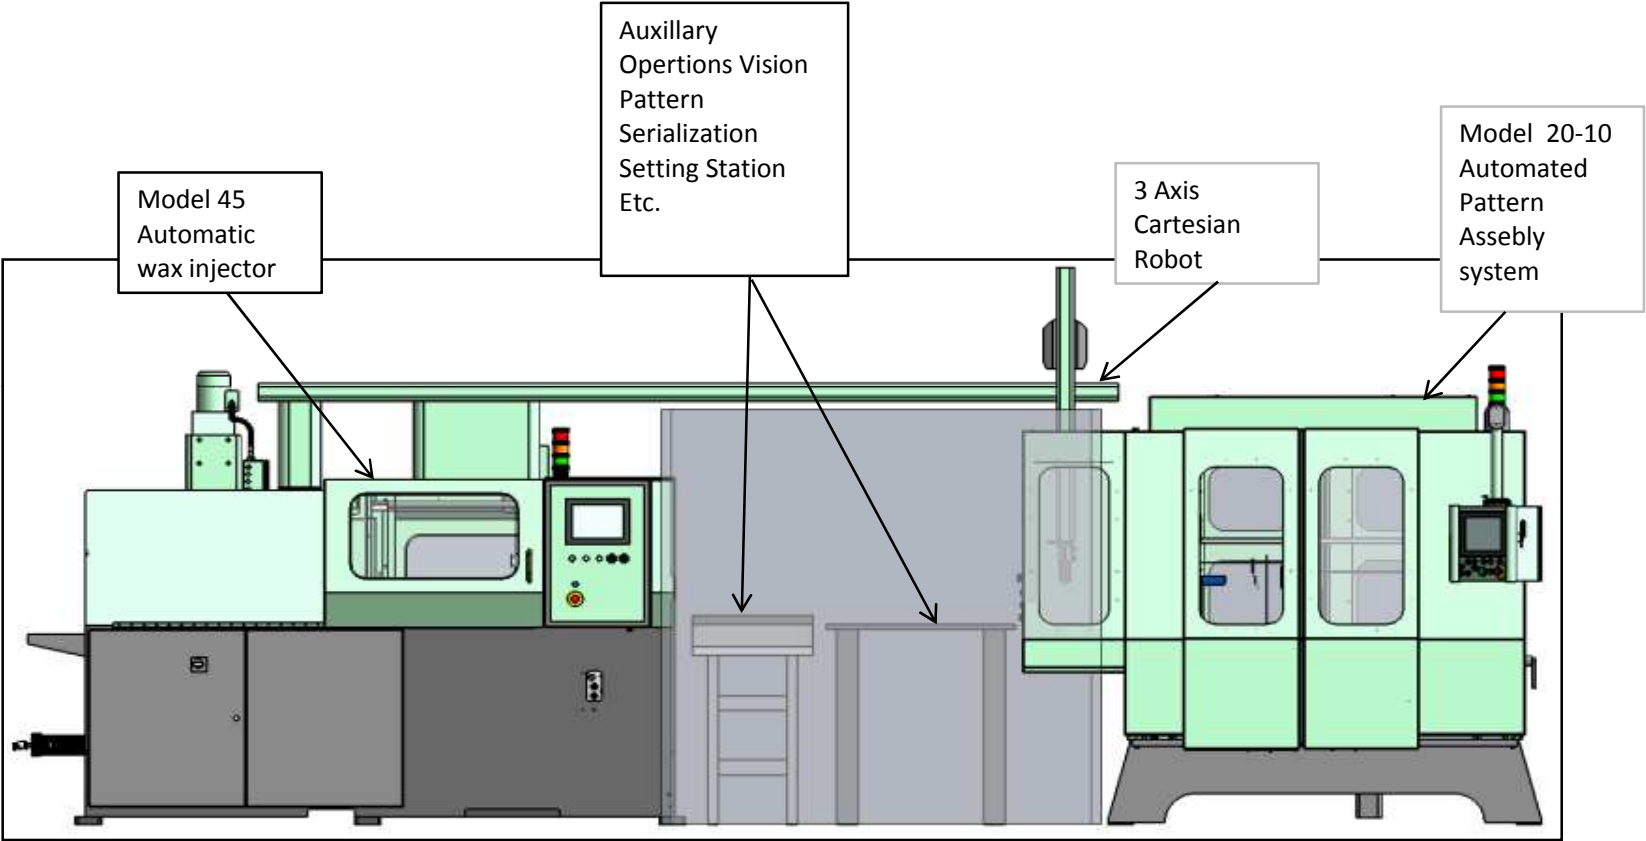 Auxillary
Opertions Vision
Pattern
Serialization
Setting Station
Etc.
Model 45
Automatic
wax injector
3 Axis
Cartesian
Robot
Model  20-10
Automated
Pattern
Assebly
system